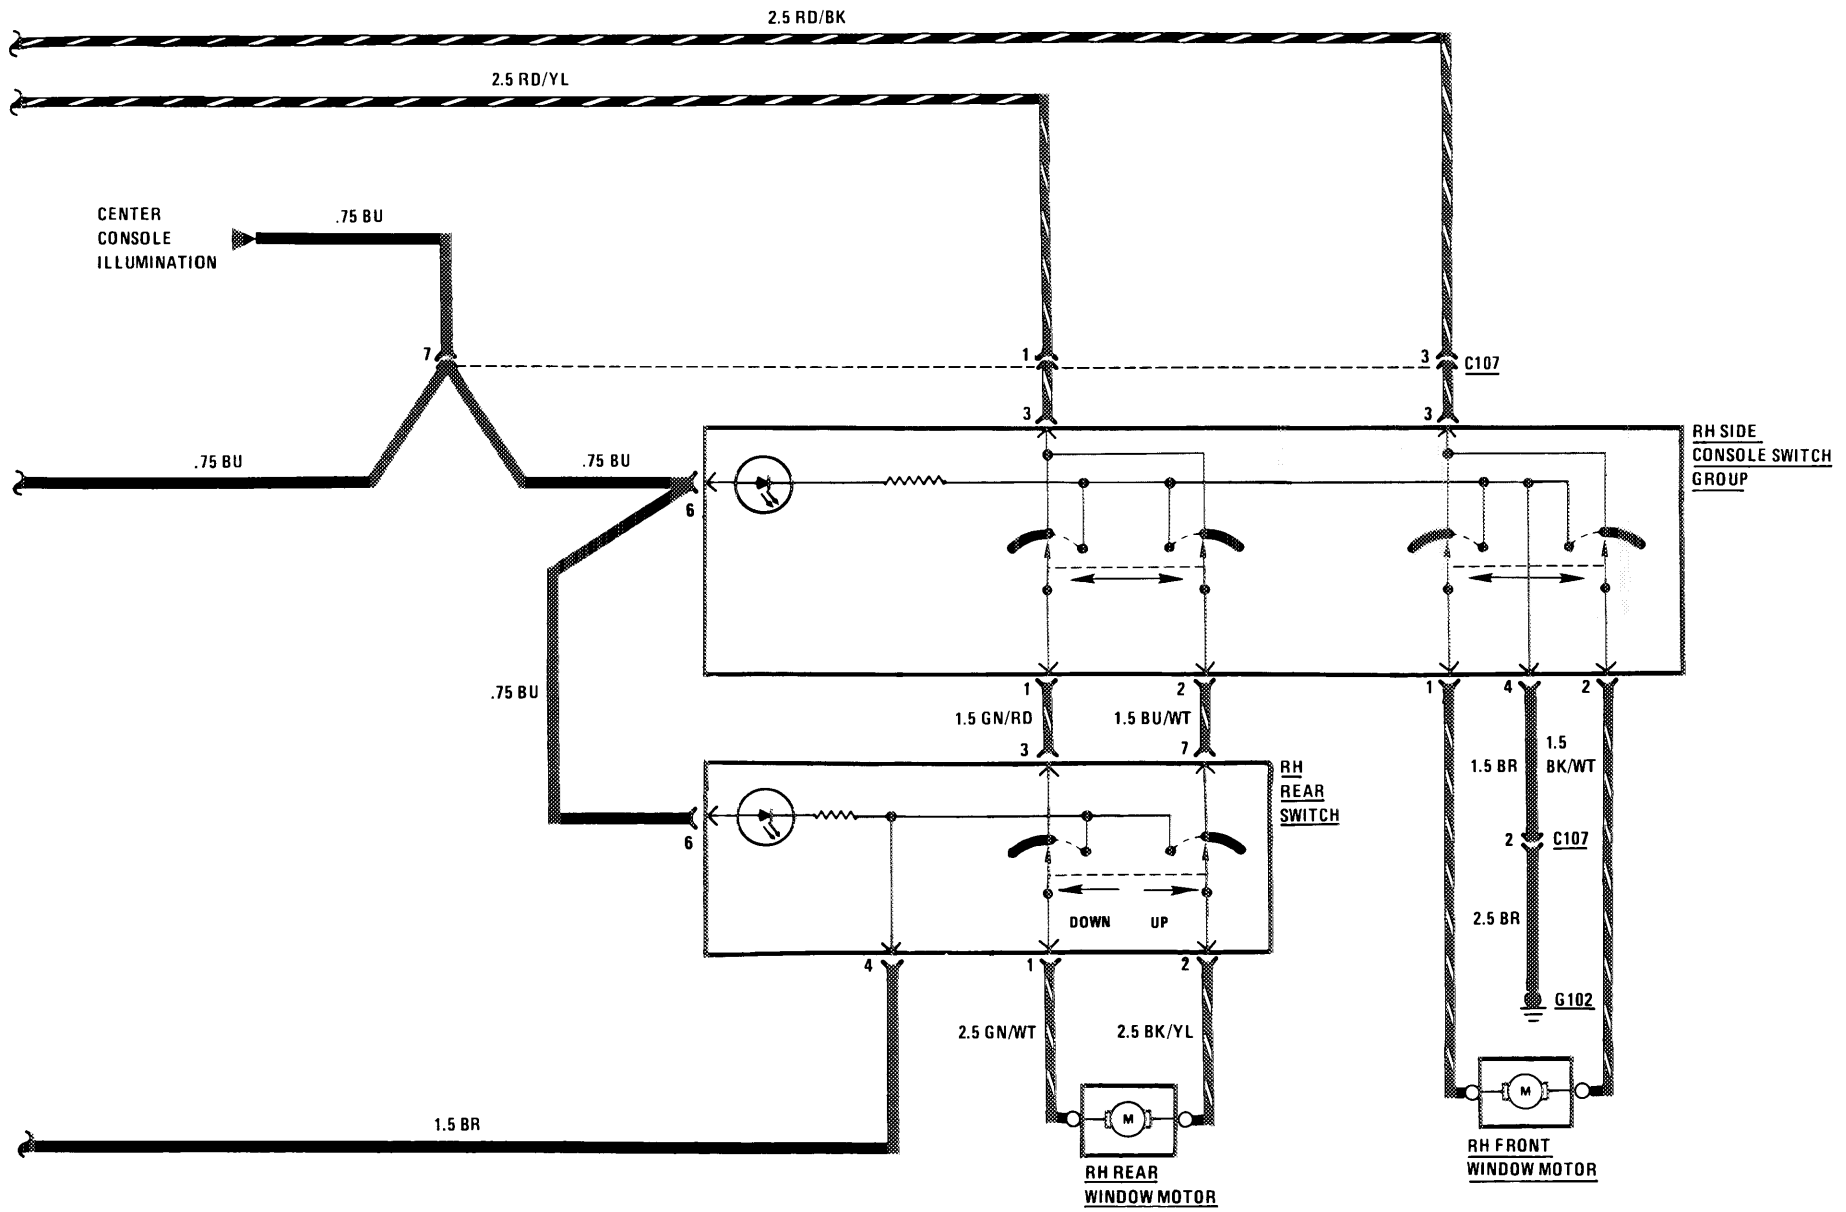 2.5 RD/BK
2.5 RD/YL
CENTER
CONSOLE
ILLUMINATION
.75 BU
7
1
3
C107
3
3
RH SIDE
CONSOLE SWITCH
GROUP
.75 BU
.75 BU
6
.75 BU
1
2
1
4
2
1.5 GN/RD
1.5 BU/WT
3
7
1.5 BR
1.5
BK/WT
RH
REAR
SWITCH
6
2
C107
DOWN
UP
2.5 BR
4
1
2
G102
2.5 GN/WT
2.5 BK/YL
M
M
1.5 BR
RH FRONT
WINDOW MOTOR
RH REAR
WINDOW MOTOR